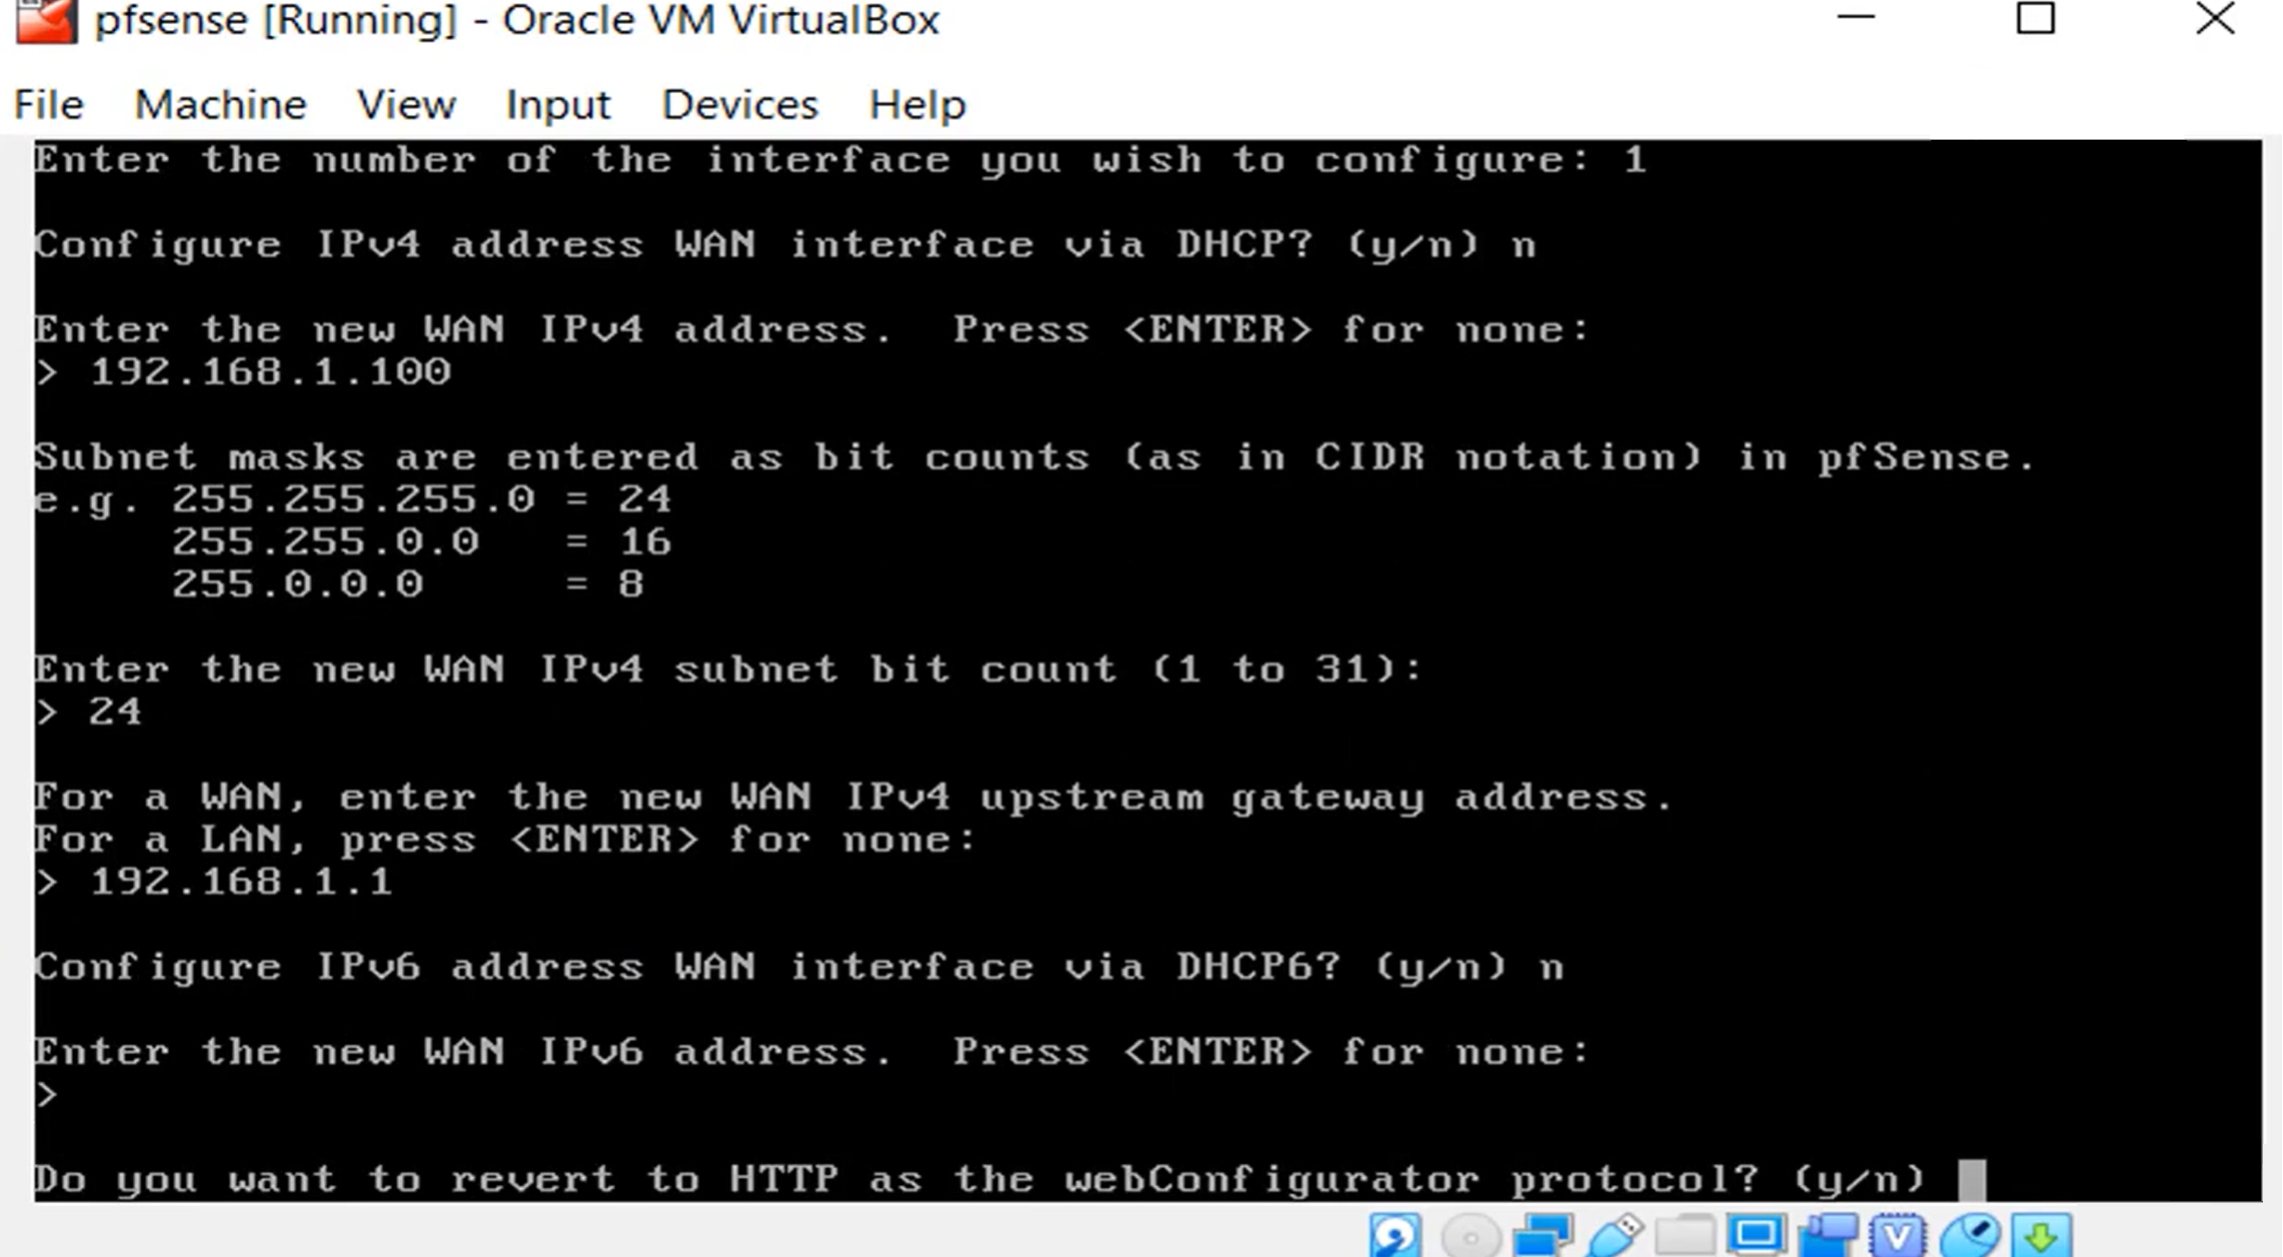 pfsense [Running] - Oracle VM VirtualBox
File Machine View Input Devices Help
Enter the number of the interface you wish to configure: 1
Configure IPv4 address WAN interface via DHCP? (y/n) n
Enter the new WAN IPv4 address.  Press <ENTER> for none:
> 192.168.1.100
Subnet masks are entered as bit counts (as in CIDR notation) in pfSense.
e.g. 255.255.255.0 = 24
     255.255.0.0   = 16
     255.0.0.0     = 8
Enter the new WAN IPv4 subnet bit count (1 to 31):
> 24
For a WAN, enter the new WAN IPv4 upstream gateway address.
For a LAN, press <ENTER> for none:
> 192.168.1.1
Configure IPv6 address WAN interface via DHCP6? (y/n) n
Enter the new WAN IPv6 address.  Press <ENTER> for none:
>
Do you want to revert to HTTP as the webConfigurator protocol? (y/n)
V